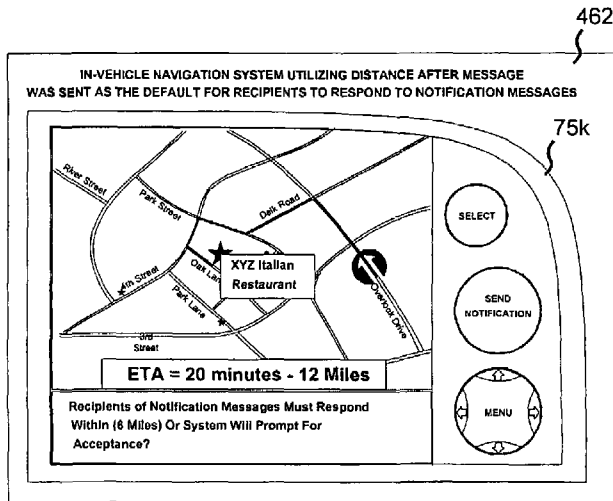 462
IN-VEHICLE NAVIGATION SYSTEM UTILIZING DISTANCE AFTER MESSAGE
WAS SENT AS THE DEFAULT FOR RECIPIENTS TO RESPOND TO NOTIFICATION MESSAGES
75k
River Street
Park Street
Dalk Road
SELECT
XYZ Italian
Restaurant
Oak Lane
4th Street
Park Lane
Overlook Drive
3rd
Street
SEND
NOTIFICATION
ETA = 20 minutes - 12 Miles
MENU
Recipients of Notification Messages Must Respond
Within (6 Miles) Or System Will Prompt For
Acceptance?